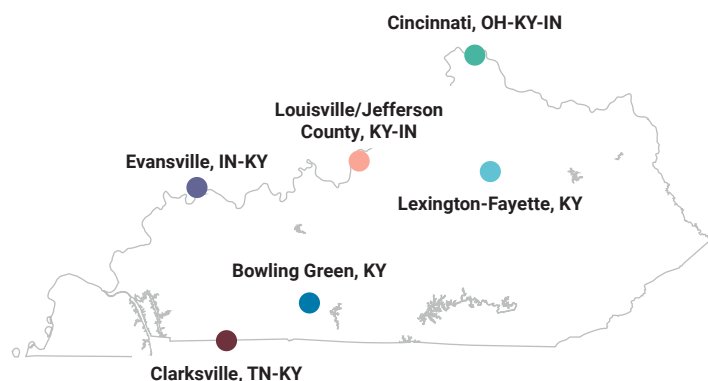 Cincinnati, OH-KY-IN
Louisville/Jefferson
County, KY-IN
Evansville, IN-KY
Lexington-Fayette, KY
Bowling Green, KY
Clarksville, TN-KY